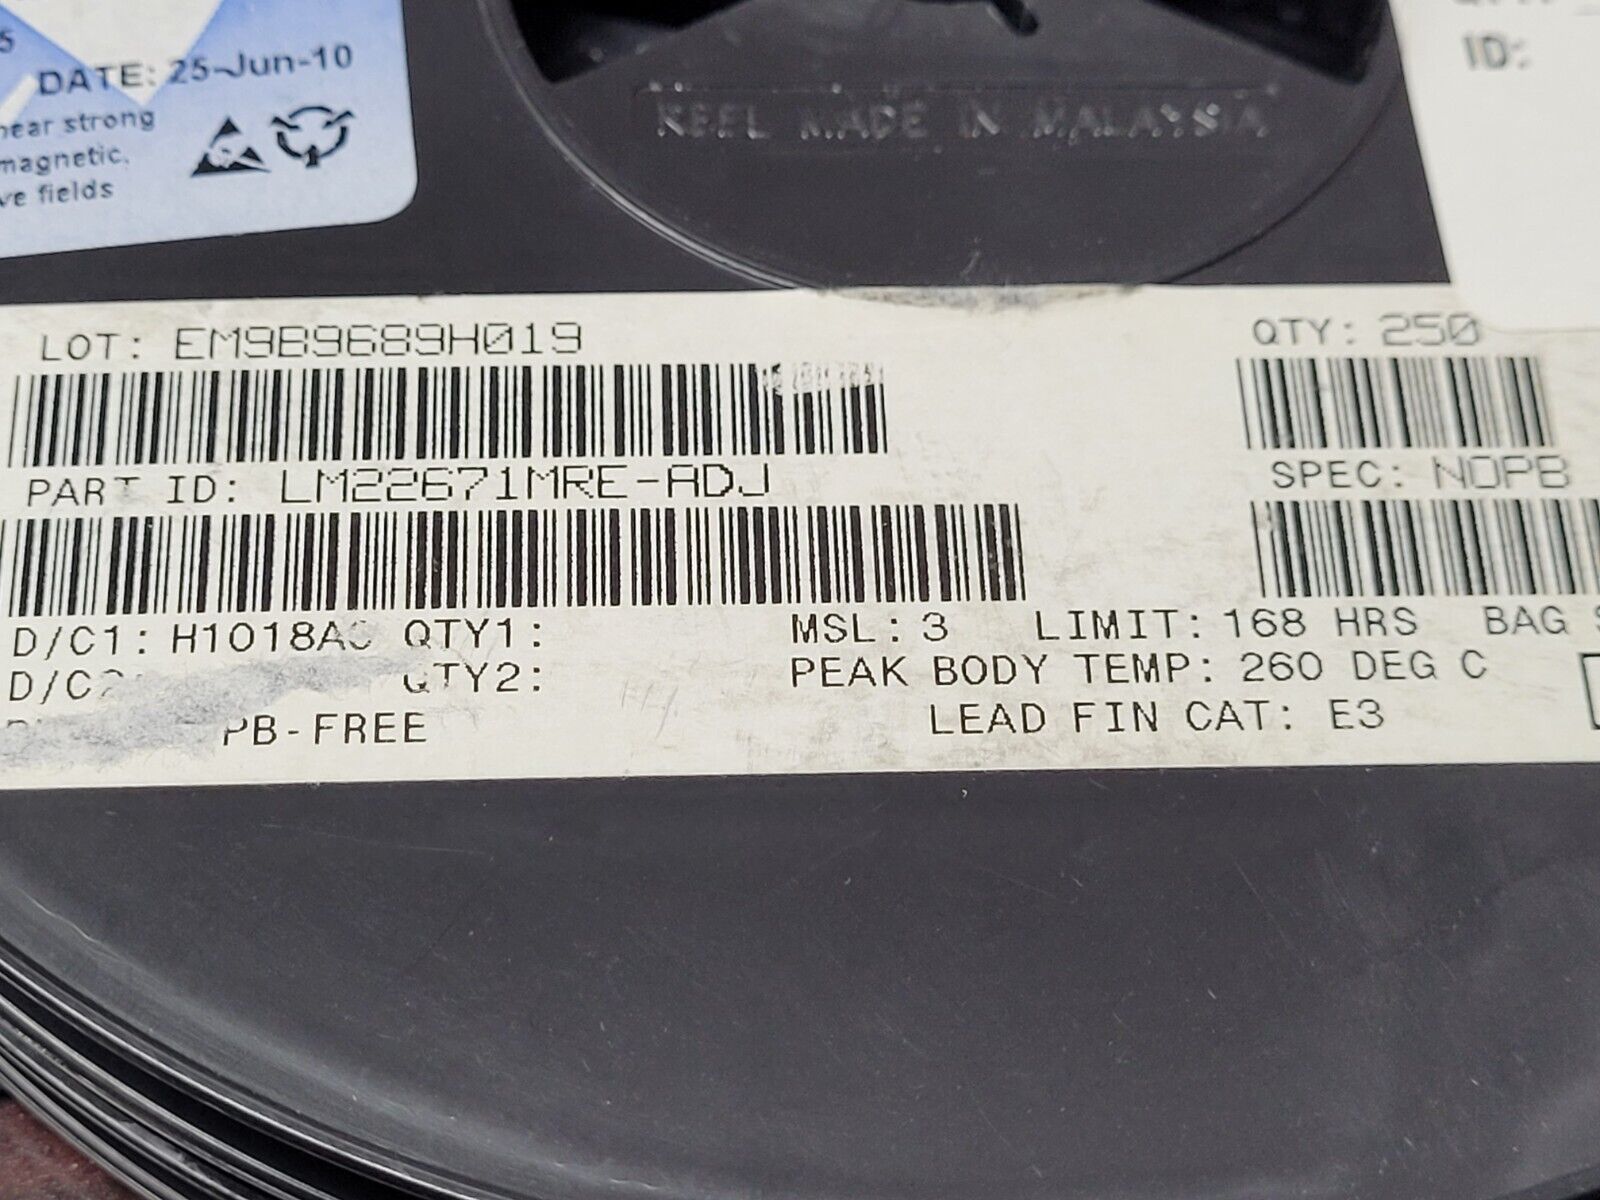 DATE: 25-Jun-10
near strong
magnetic,
fields
ID:
REEL MADE IN MALAYSIA
LOT: EM9B9689H019
QTY: 250
PART ID: LM22671MRE-ADJ
SPEC: NOPB
D/C1: QTY1:
MSL: 3 LIMIT: 168 HRS BAG
QTY2:
PEAK BODY TEMP: 260 DEG C
PB-FREE
LEAD FIN CAT: E3